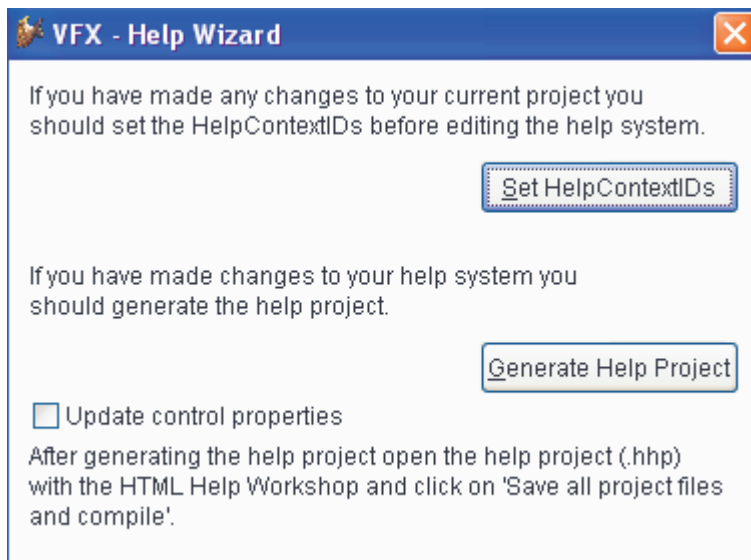 VFX - Help Wizard
If you have made any changes to your current project you
should set the HelpContextIDs before editing the help system.
Set HelpContextIDs
If you have made changes to your help system you
should generate the help project.
Generate Help Project
Update control properties
After generating the help project open the help project (.hhp)
with the HTML Help Workshop and click on 'Save all project files
and compile'.